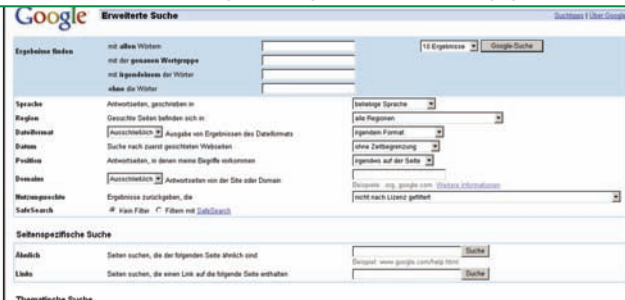 Google Erweiterte Suche Suchtipps | Über Google
Ergebnisse finden mit allen Wörtern 10 Ergebnisse Google-Suche
mit der genauen Wortgruppe
mit irgendeinem der Wörter
ohne die Wörter
Sprache Antwortseiten, geschrieben in beliebige Sprache
Region Gesuchte Seiten befinden sich in: alle Regionen
Dateiformat Ausschließlich Ausgabe von Ergebnissen des Dateiformats irgendein Format
Datum Suche nach zuerst gesichteten Webseiten ohne Zeitbegrenzung
Position Antwortseiten, in denen meine Begriffe vorkommen irgendwo auf der Seite
Domains Ausschließlich Antwortseiten von der Site oder Domain
Beispiele: .org, google.com Weitere Informationen
Nutzungsrechte Ergebnisse zurückgeben, die nicht nach Lizenz gefiltert
SafeSearch Kein Filter Filtern mit SafeSearch
Seitenspezifische Suche
Ähnlich Seiten suchen, die der folgenden Seite ähnlich sind Suche
Beispiel: www.google.com/help.html
Links Seiten suchen, die einen Link auf die folgende Seite enthalten Suche
Thematische Suche